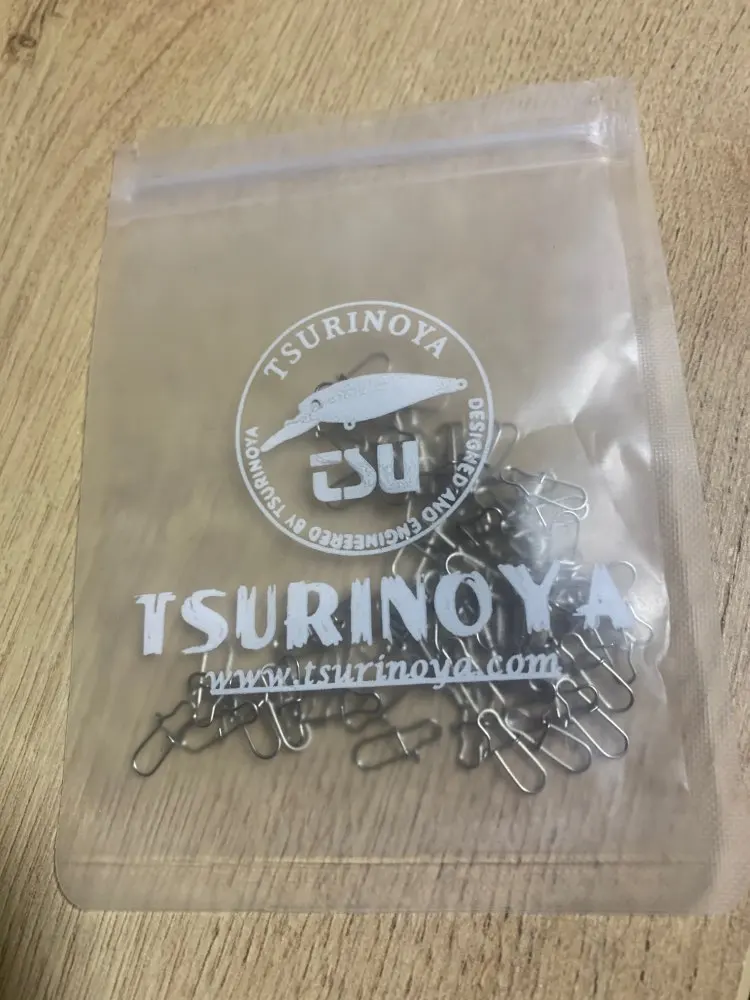 TSURINOYA
DESIGNED AND ENGINEERED BY TSURINOYA
tsu
TSURINOYA
www.tsurinoya.com